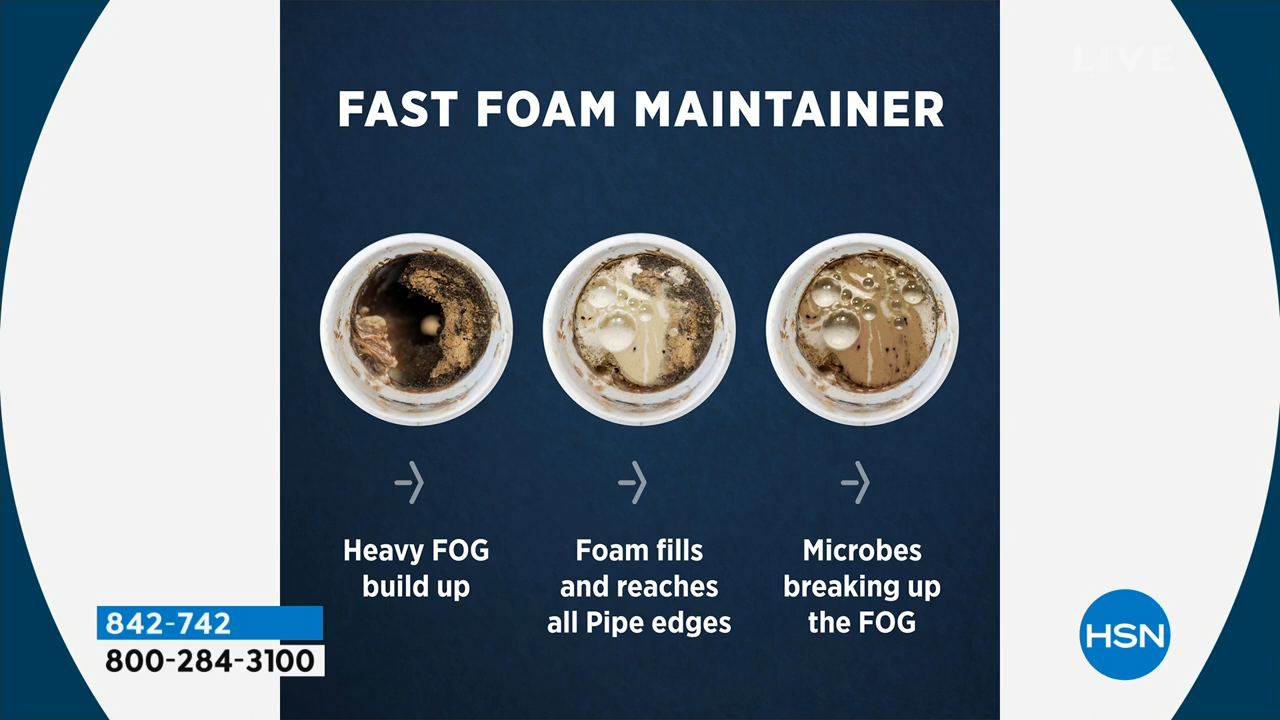 LIVE
FAST FOAM MAINTAINER
Heavy FOG
build up
Foam fills
and reaches
all Pipe edges
Microbes
breaking up
the FOG
842-742
800-284-3100
HSN